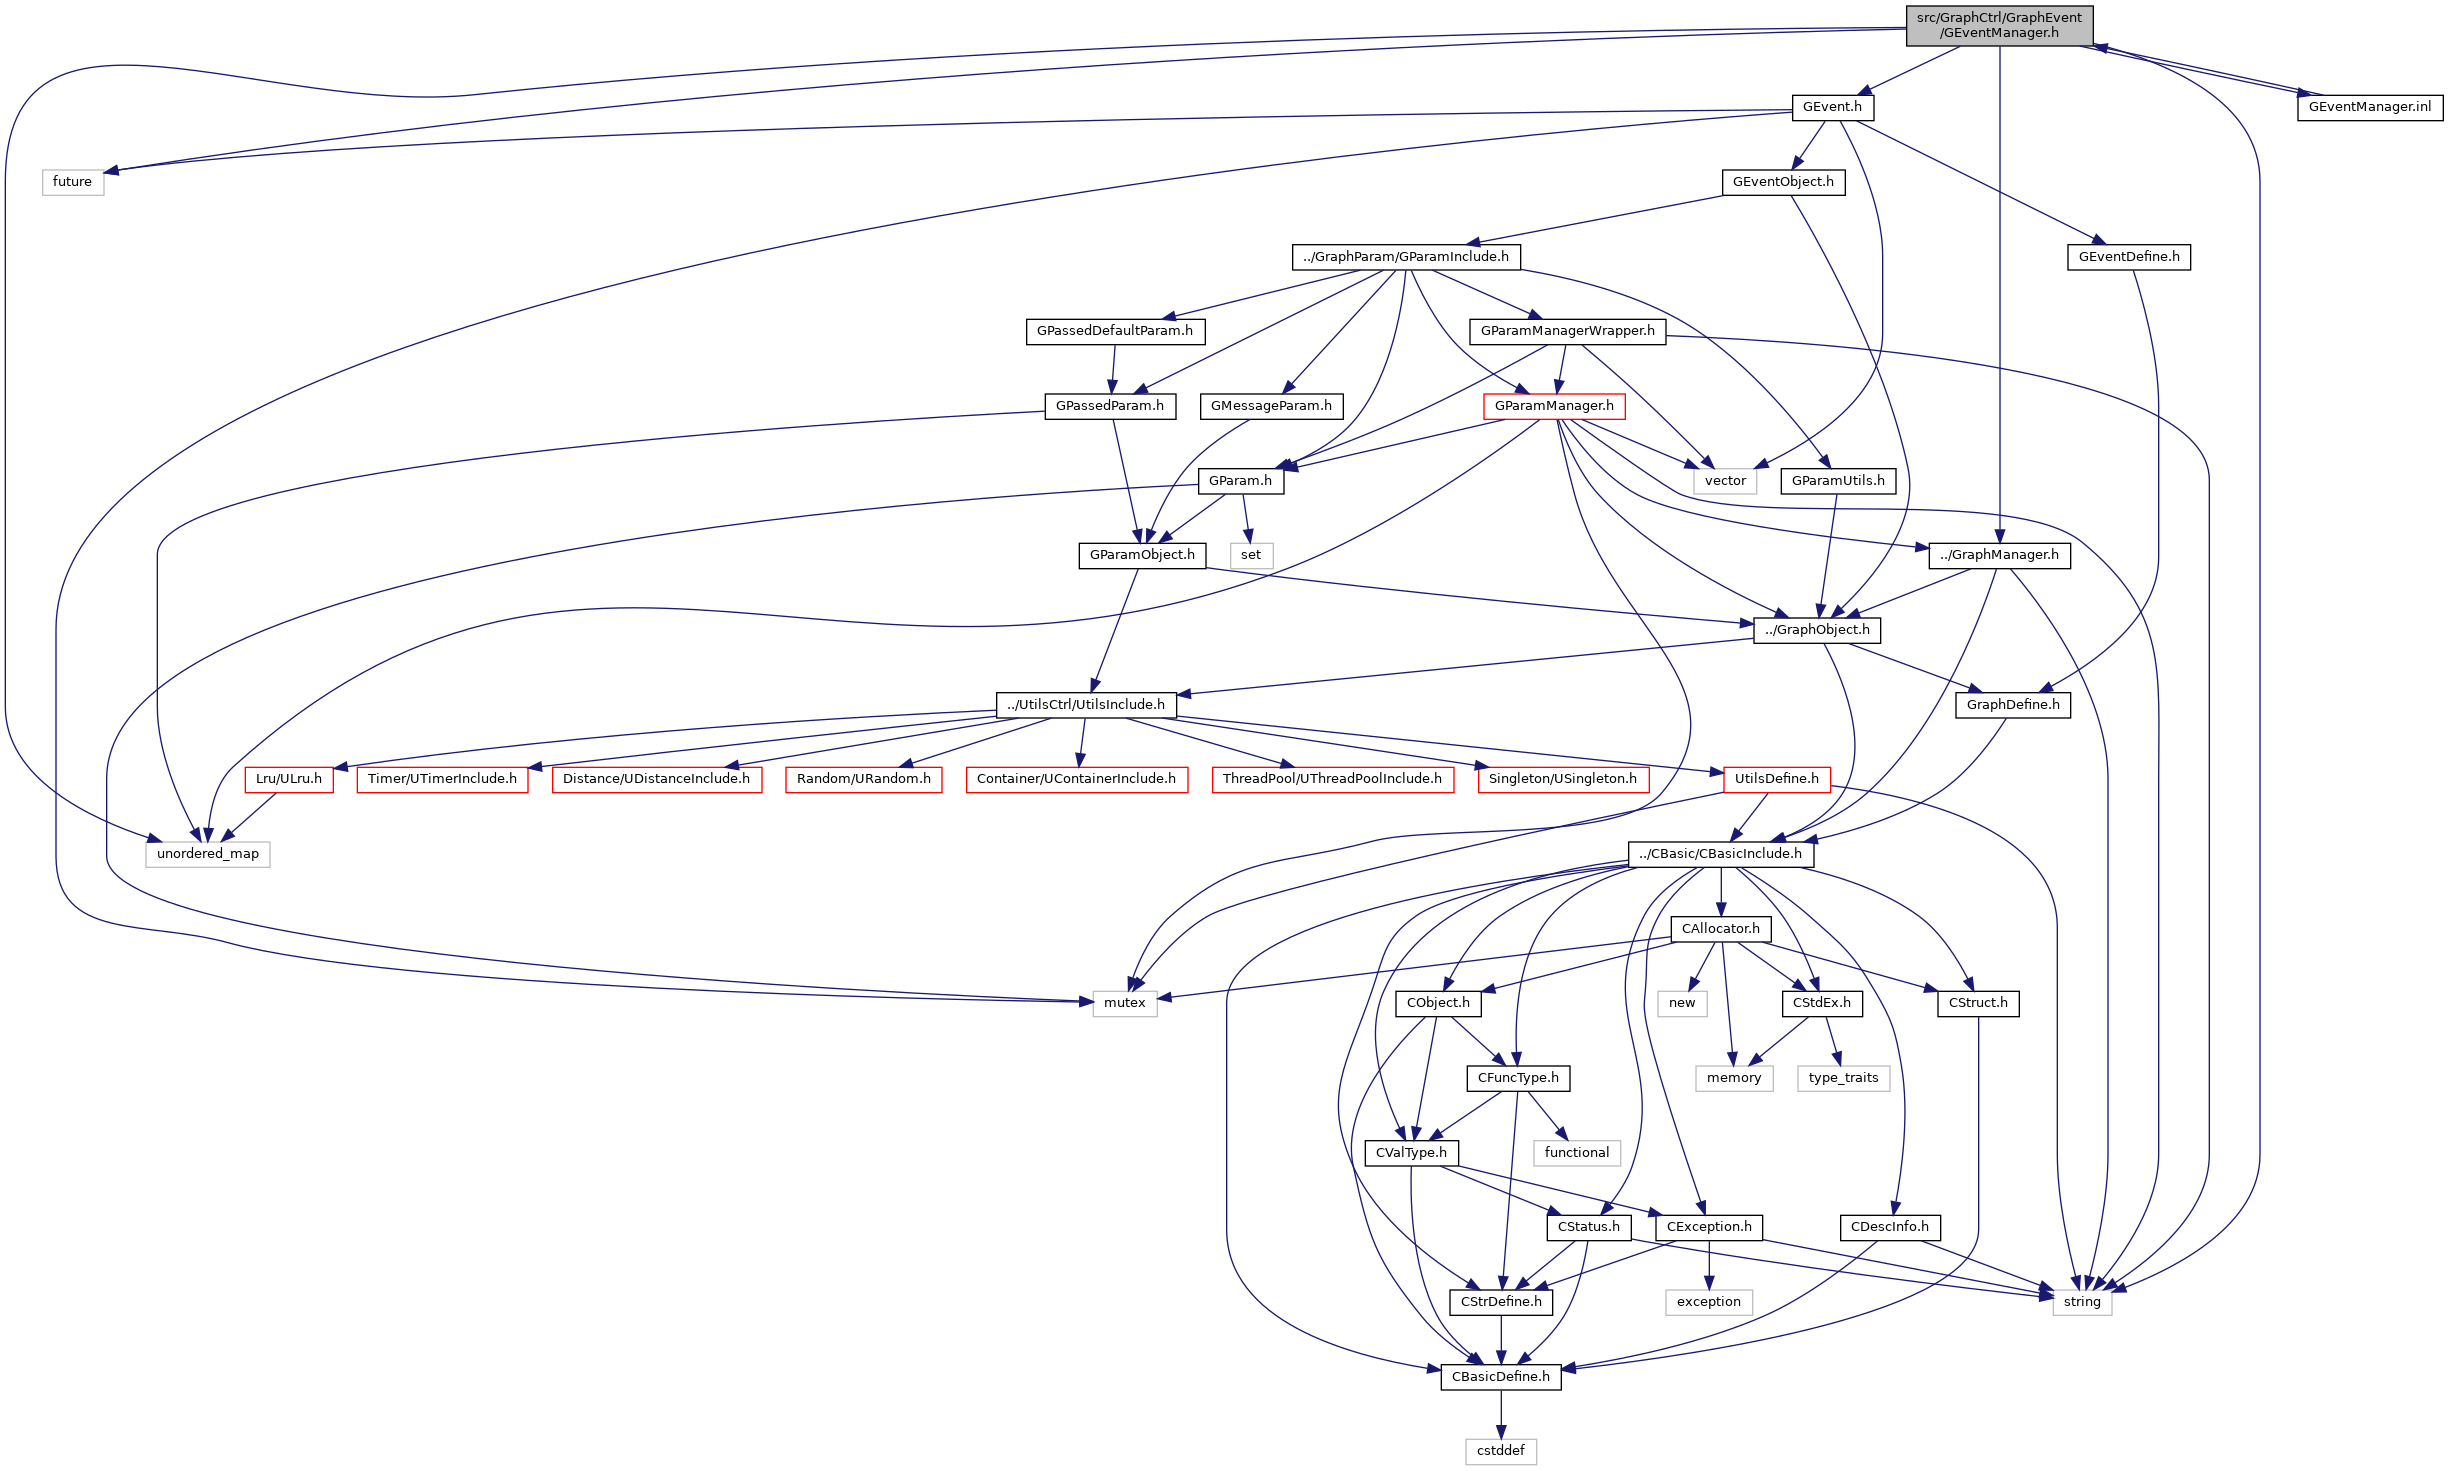 src/GraphCtrl/GraphEvent
/GEventManager.h
GEvent.h
GEventManager.inl
future
GEventObject.h
../GraphParam/GParamInclude.h
GEventDefine.h
GPassedDefaultParam.h
GParamManagerWrapper.h
GPassedParam.h
GMessageParam.h
GParamManager.h
GParam.h
vector
GParamUtils.h
GParamObject.h
set
../GraphManager.h
../GraphObject.h
../UtilsCtrl/UtilsInclude.h
GraphDefine.h
Lru/ULru.h
Timer/UTimerInclude.h
Distance/UDistanceInclude.h
Random/URandom.h
Container/UContainerInclude.h
ThreadPool/UThreadPoolInclude.h
Singleton/USingleton.h
UtilsDefine.h
unordered_map
../CBasic/CBasicInclude.h
CAllocator.h
mutex
CObject.h
new
CStdEx.h
CStruct.h
CFuncType.h
memory
type_traits
CValType.h
functional
CStatus.h
CException.h
CDescInfo.h
CStrDefine.h
exception
string
CBasicDefine.h
cstddef